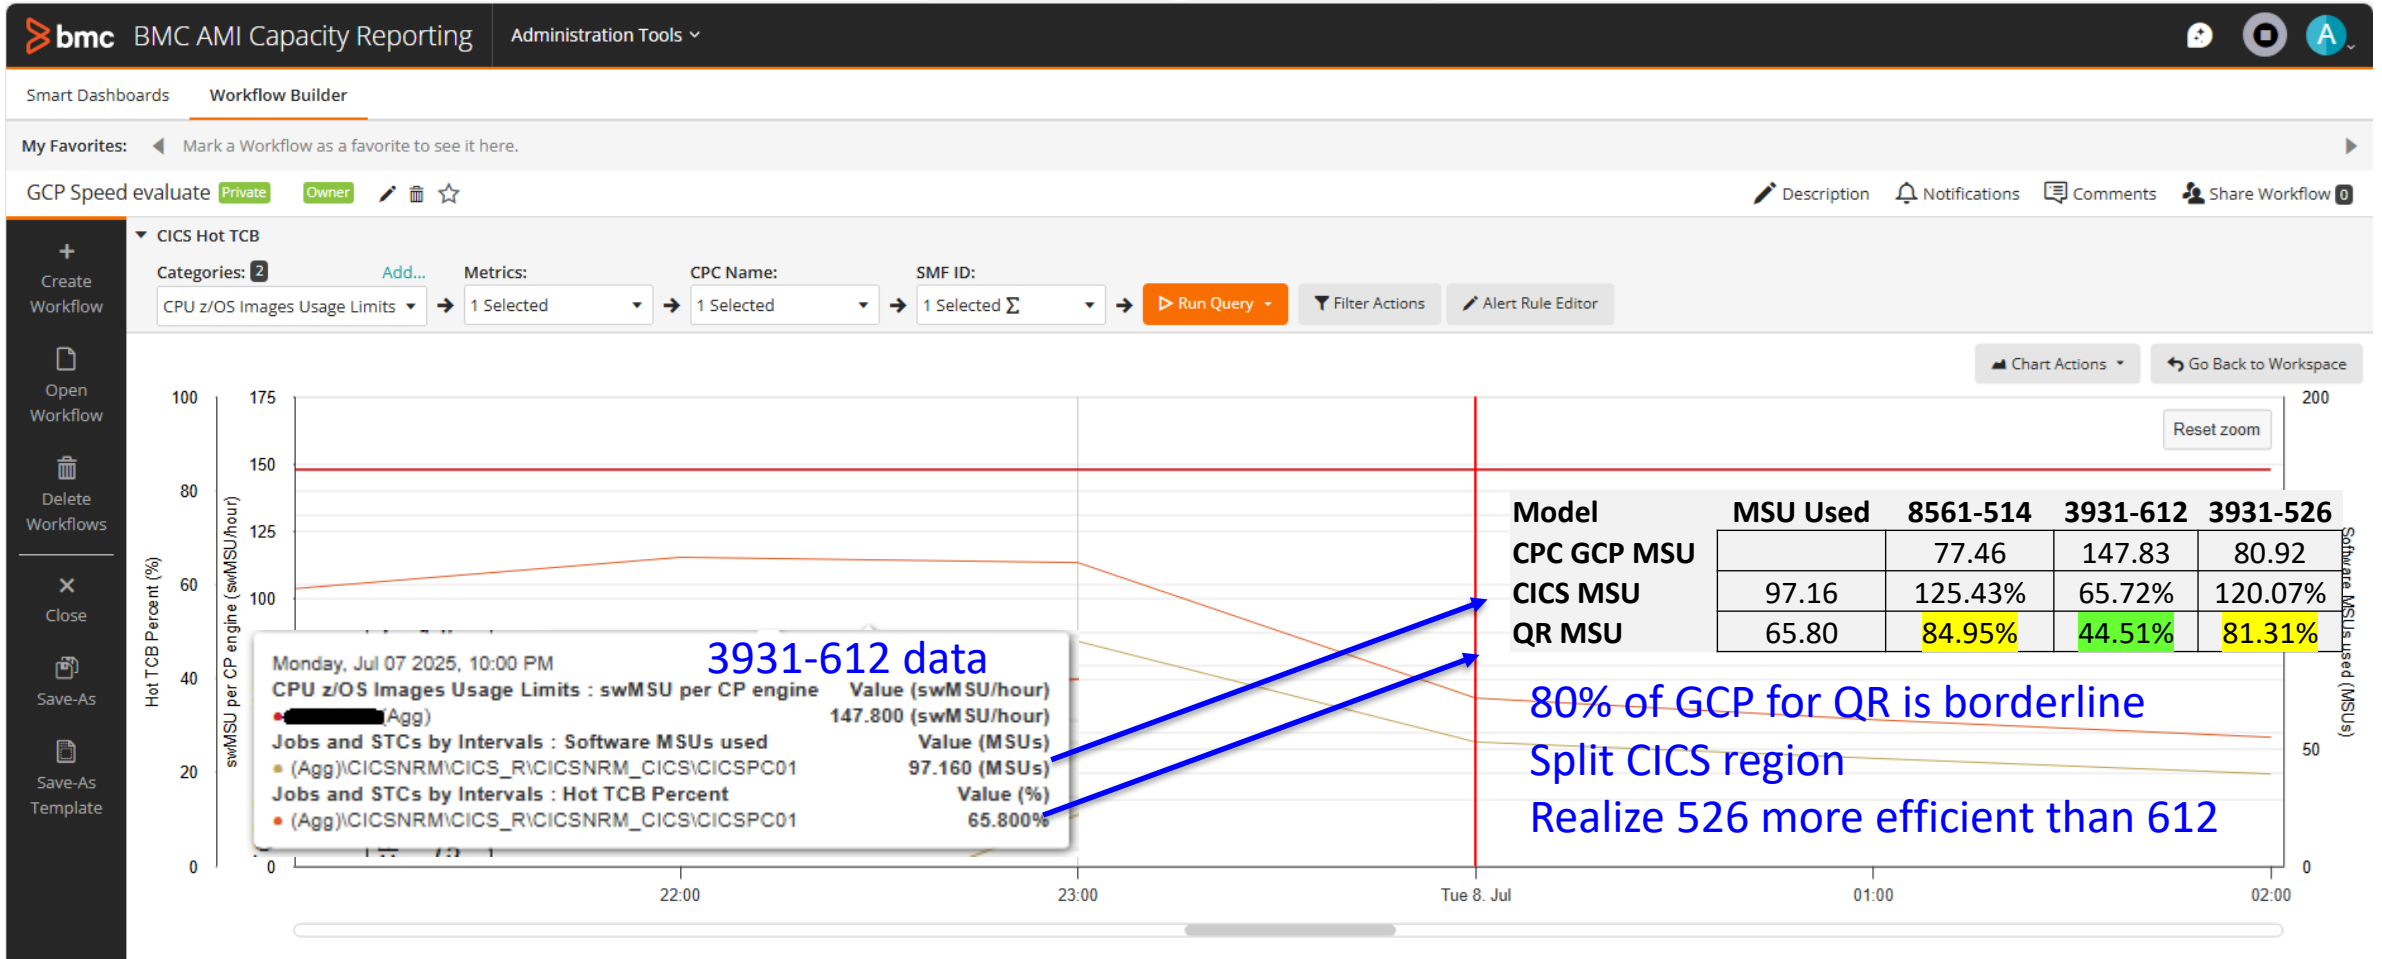 bmc BMC AMI Capacity Reporting Administration Tools A
Smart Dashboards Workflow Builder
My Favorites: Mark a Workflow as a favorite to see it here.
GCP Speed evaluate Private Owner Description Notifications Comments Share Workflow 0
Create Workflow
Open Workflow
Delete Workflows
Close
Save-As
Save-As Template
CICS Hot TCB
Categories: 2 Add... Metrics: CPC Name: SMF ID:
CPU z/OS Images Usage Limits 1 Selected 1 Selected 1 Selected Σ Run Query Filter Actions Alert Rule Editor
Chart Actions Go Back to Workspace
Reset zoom
Hot TCB Percent (%)
100
80
60
40
20
0
swMSU per CP engine (swMSU/hour)
175
150
125
100
0
Software MSUs used (MSUs)
200
50
0
22:00 23:00 Tue 8. Jul 01:00 02:00
3931-612 data
Monday, Jul 07 2025, 10:00 PM
CPU z/OS Images Usage Limits : swMSU per CP engine Value (swMSU/hour)
(Agg) 147.800 (swMSU/hour)
Jobs and STCs by Intervals : Software MSUs used Value (MSUs)
(Agg)\CICSNRM\CICS_R\CICSNRM_CICS\CICSPC01 97.160 (MSUs)
Jobs and STCs by Intervals : Hot TCB Percent Value (%)
(Agg)\CICSNRM\CICS_R\CICSNRM_CICS\CICSPC01 65.800%
Model MSU Used 8561-514 3931-612 3931-526
CPC GCP MSU 77.46 147.83 80.92
CICS MSU 97.16 125.43% 65.72% 120.07%
QR MSU 65.80 84.95% 44.51% 81.31%
80% of GCP for QR is borderline
Split CICS region
Realize 526 more efficient than 612